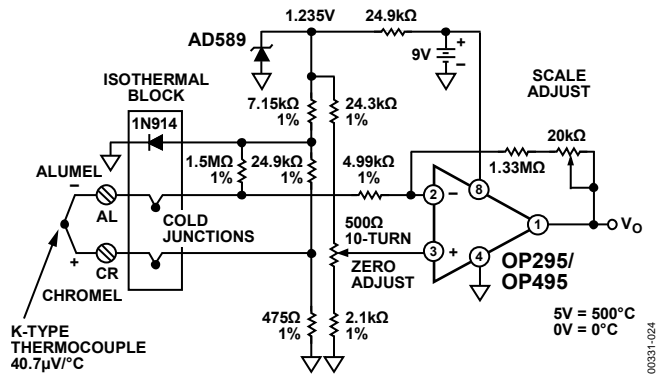 1.235V
24.9kΩ
AD589
9V
+
–
ISOTHERMAL
BLOCK
SCALE
ADJUST
1N914
7.15kΩ
1%
24.3kΩ
1%
20kΩ
1.33MΩ
1.5MΩ
1%
24.9kΩ
1%
4.99kΩ
1%
ALUMEL
–
AL
COLD
JUNCTIONS
2
–
8
1
VO
500Ω
10-TURN
3
+
4
ZERO
ADJUST
OP295/
OP495
+
CR
CHROMEL
475Ω
1%
2.1kΩ
1%
5V = 500°C
0V = 0°C
K-TYPE
THERMOCOUPLE
40.7µV/°C
00331-024